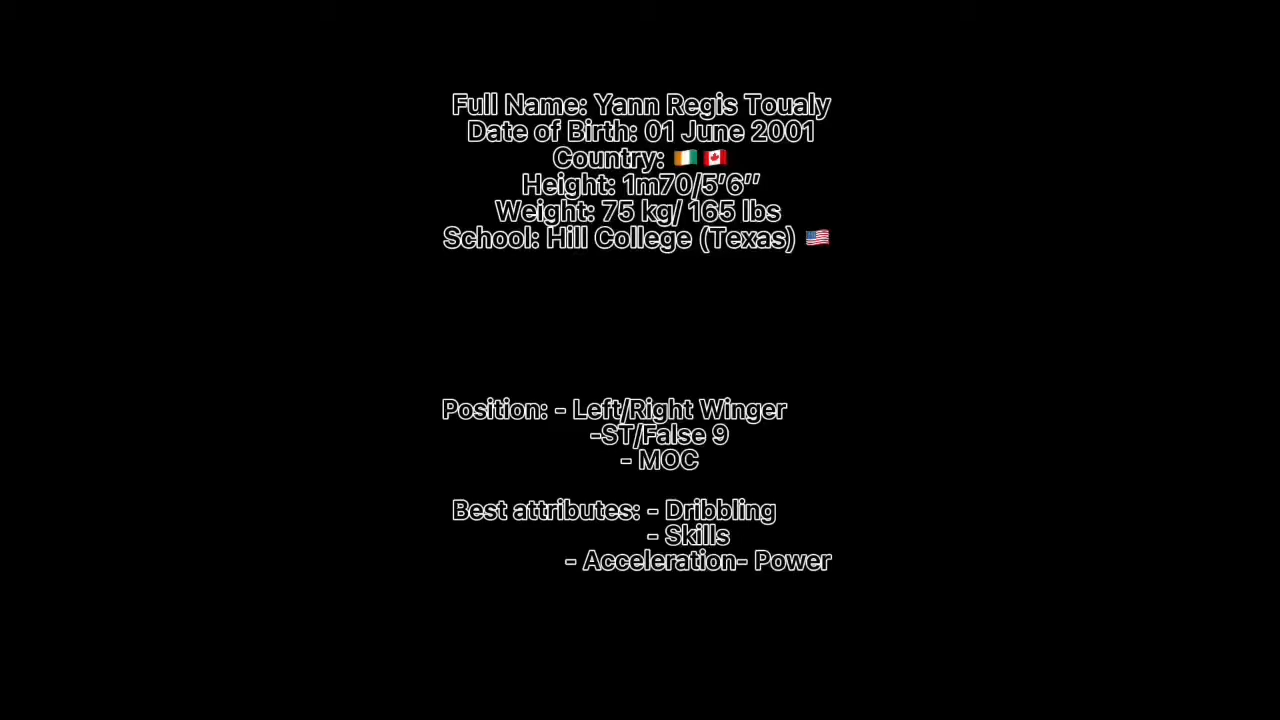 Full Name: Yann Regis Toualy
Date of Birth: 01 June 2001
Country: 🇨🇮 🇨🇦
Height: 1m70/5’6’’
Weight: 75 kg/ 165 lbs
School: Hill College (Texas) 🇺🇸
Position: - Left/Right Winger
-ST/False 9
- MOC
Best attributes: - Dribbling
- Skills
- Acceleration- Power